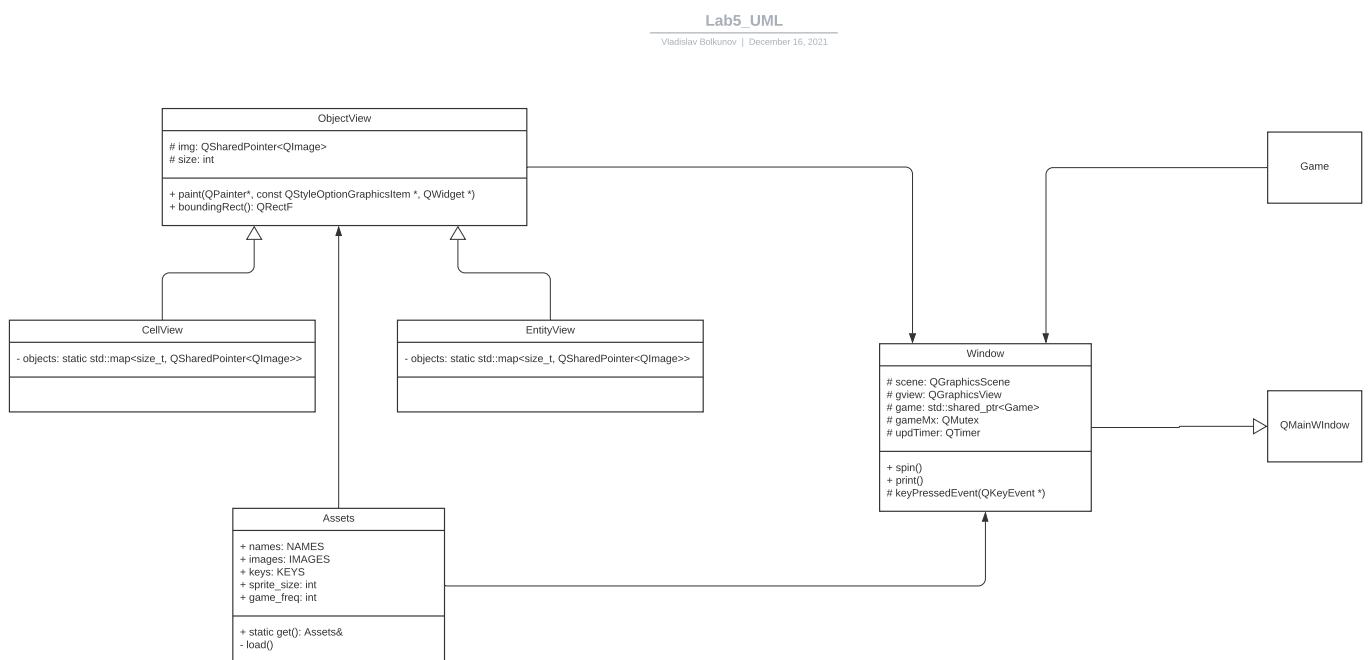 Lab5_UML
Vladislav Bolkunov | December 16, 2021
ObjectView
# img: QSharedPointer<QImage>
# size: int
+ paint(QPainter*, const QStyleOptionGraphicsItem *, QWidget *)
+ boundingRect(): QRectF
Game
CellView
- objects: static std::map<size_t, QSharedPointer<QImage>>
EntityView
- objects: static std::map<size_t, QSharedPointer<QImage>>
Window
# scene: QGraphicsScene
# gview: QGraphicsView
# game: std::shared_ptr<Game>
# gameMx: QMutex
# updTimer: QTimer
+ spin()
+ print()
# keyPressedEvent(QKeyEvent *)
QMainWIndow
Assets
+ names: NAMES
+ images: IMAGES
+ keys: KEYS
+ sprite_size: int
+ game_freq: int
+ static get(): Assets&
- load()